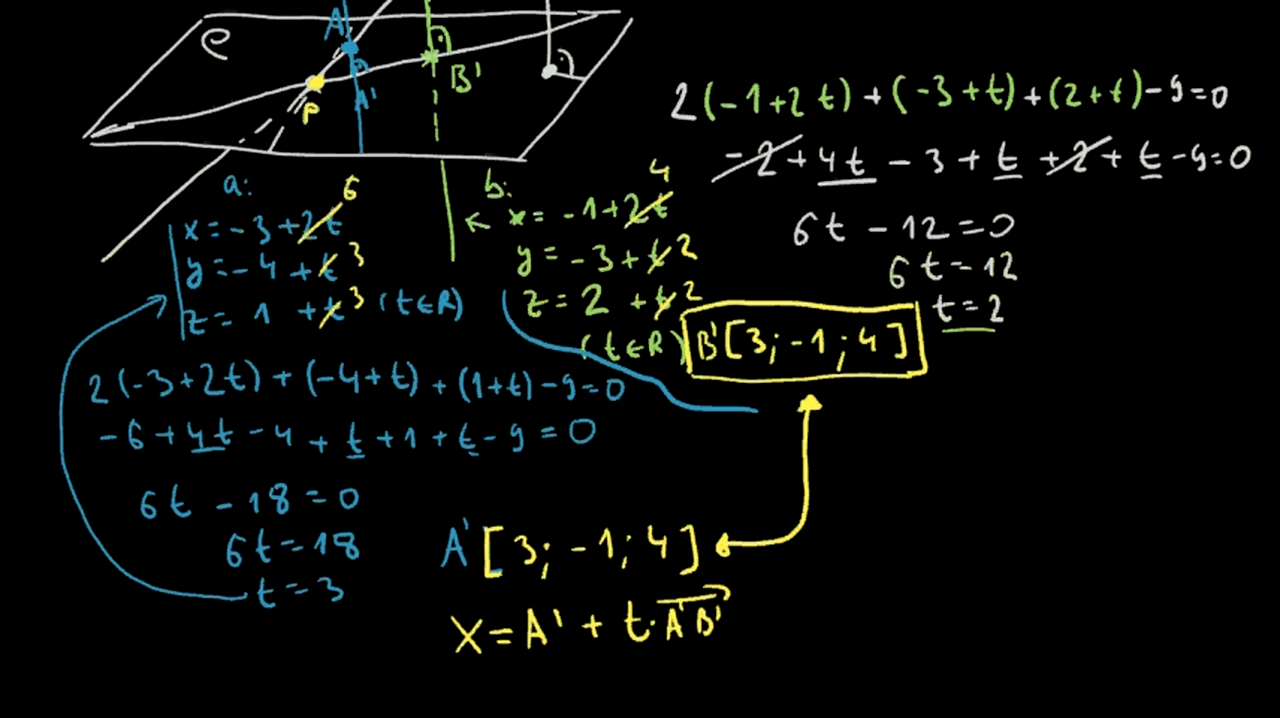 ρ
A
B'
A'
P
a:
x = -3 + 2t 6
y = -4 + t 3
z = 1 + t 3 (t∈R)
2(-3+2t) + (-4+t) + (1+t) - 9 = 0
-6 + 4t - 4 + t + 1 + t - 9 = 0
6t - 18 = 0
6t = 18
t = 3
b:
x = -1 + 2t 4
y = -3 + t 2
z = 2 + t 2
(t∈R)
2(-1+2t) + (-3+t) + (2+t) - 9 = 0
-2 + 4t - 3 + t + 2 + t - 9 = 0
6t - 12 = 0
6t = 12
t = 2
B'[3; -1; 4]
A'[3; -1; 4]
X = A' + t·A'B'